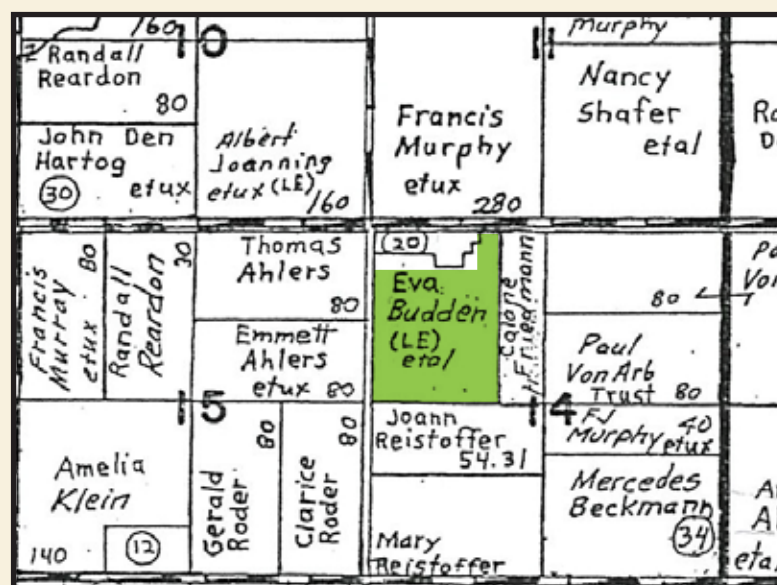 160
10
11
Murphy
Randall
Reardon
80
John Den
Hartog
30
etux
Albert
Joanning
etux (LE)
160
Francis
Murphy
etux
280
Nancy
Shafer
etal
Francis
Murray
etux
80
Randall
Reardon
Thomas
Ahlers
80
Emmett
Ahlers
etux 80
20
Eva
Budden
(LE)
etal
Friedmann
80
Paul
Von Arb
Trust 80
15
14
Amelia
Klein
140
12
Gerald
Roder
80
Clarice
Roder
80
Joann
Reistoffer
54.31
Mary
Reistoffer
FJ
Murphy
40
etux
Mercedes
Beckmann
34
eta